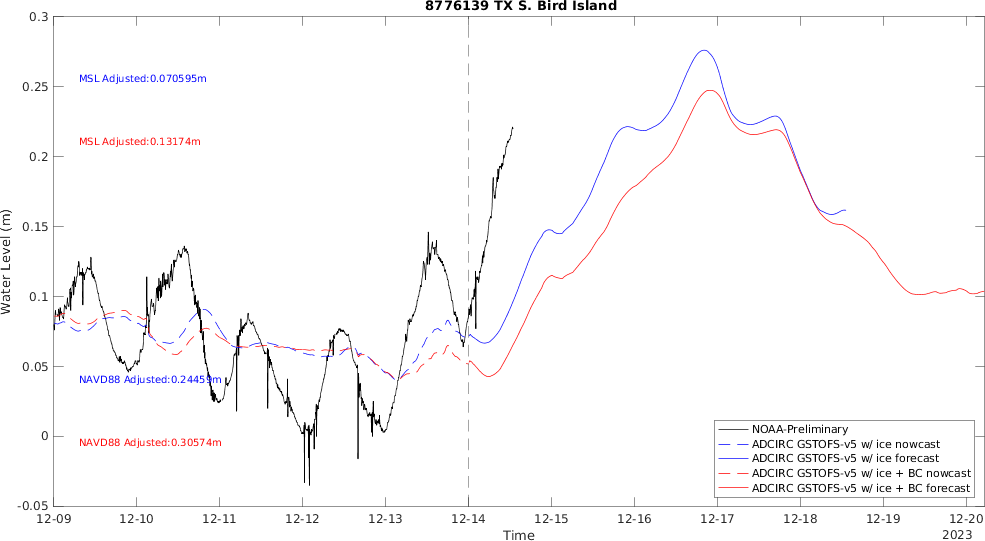 8776139 TX S. Bird Island
0.3
0.25
0.2
0.15
0.1
0.05
0
-0.05
Water Level (m)
MSL Adjusted:0.070595m
MSL Adjusted:0.13174m
NAVD88 Adjusted:0.24459m
NAVD88 Adjusted:0.30574m
NOAA-Preliminary
ADCIRC GSTOFS-v5 w/ ice nowcast
ADCIRC GSTOFS-v5 w/ ice forecast
ADCIRC GSTOFS-v5 w/ ice + BC nowcast
ADCIRC GSTOFS-v5 w/ ice + BC forecast
12-09 12-10 12-11 12-12 12-13 12-14 12-15 12-16 12-17 12-18 12-19 12-20
Time
2023